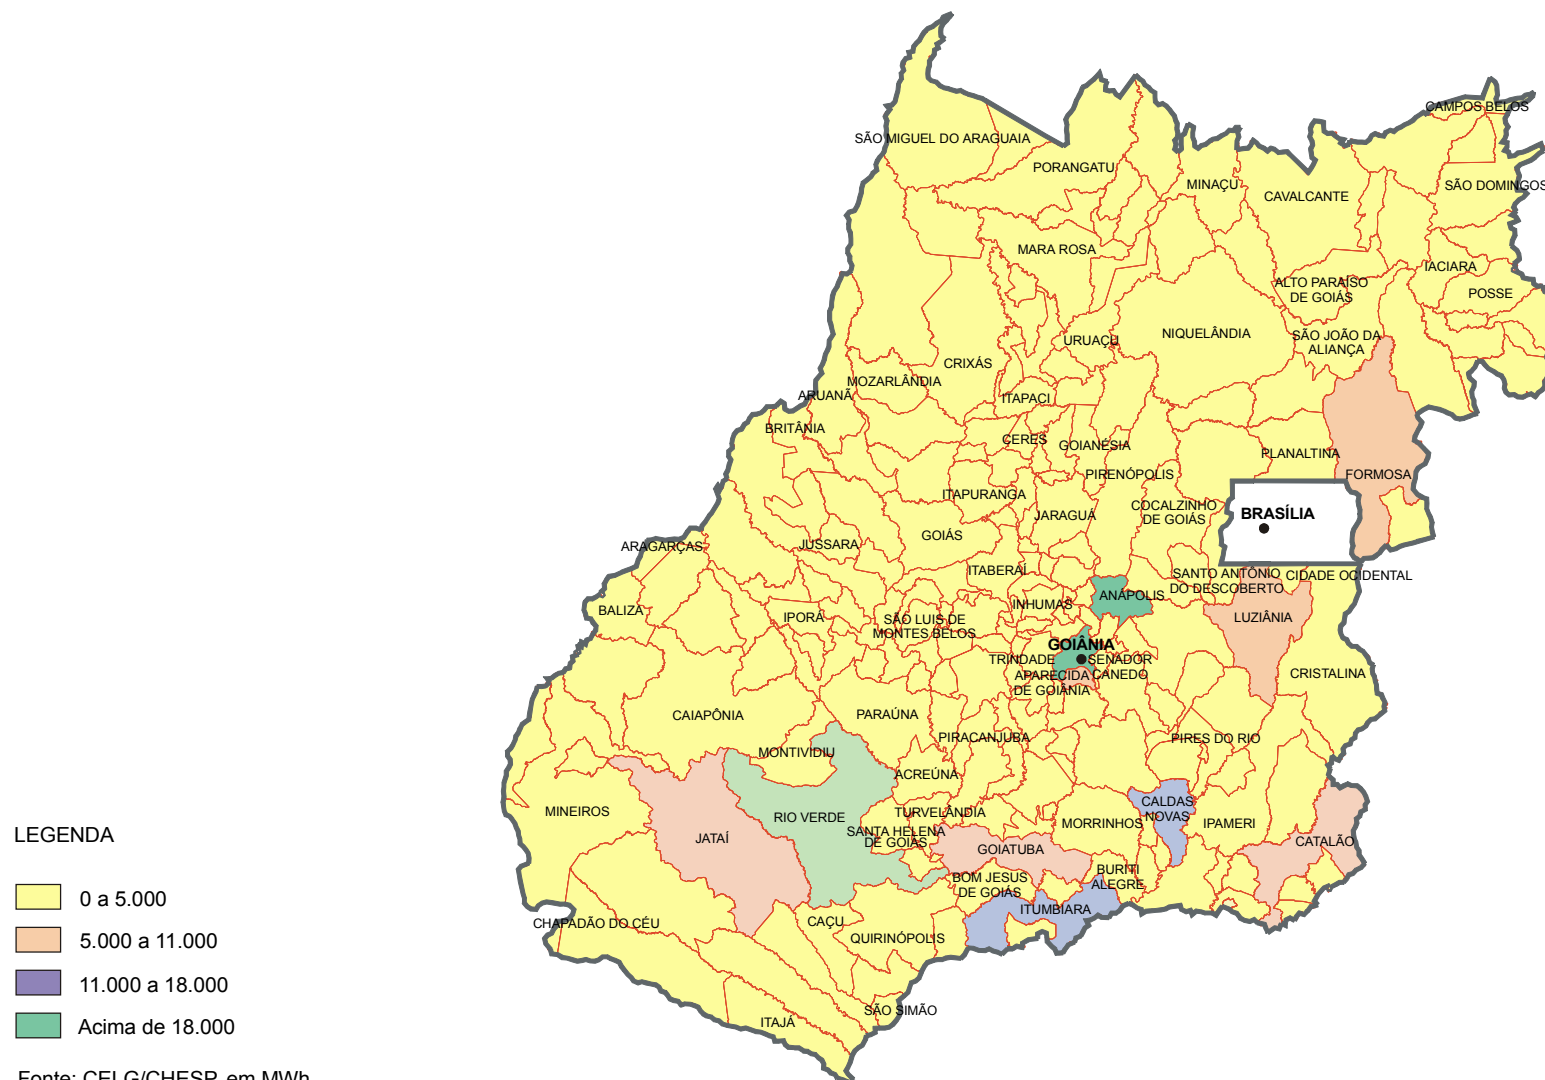 CAMPOS BELOS
SÃO MIGUEL DO ARAGUAIA
PORANGATU
MINAÇU
CAVALCANTE
SÃO DOMINGOS
MARA ROSA
IACIARA
ALTO PARAÍSO
DE GOIÁS
POSSE
URUAÇU
NIQUELÂNDIA
SÃO JOÃO DA
ALIANÇA
CRIXÁS
MOZARLÂNDIA
ARUANÃ
ITAPACI
BRITÂNIA
CERES
GOIANÉSIA
PLANALTINA
PIRENÓPOLIS
FORMOSA
ITAPURANGA
JARAGUÁ
COCALZINHO
DE GOIÁS
BRASÍLIA
GOIÁS
ARAGARÇAS
JUSSARA
ITABERAÍ
SANTO ANTÔNIO
DO DESCOBERTO
CIDADE OCIDENTAL
ANÁPOLIS
INHUMAS
BALIZA
IPORÁ
SÃO LUIS DE
MONTES BELOS
LUZIÂNIA
GOIÂNIA
TRINDADE
SENADOR
CANEDO
APARECIDA
DE GOIÂNIA
CRISTALINA
CAIAPÔNIA
PARAÚNA
PIRACANJUBA
PIRES DO RIO
MONTIVIDIU
ACREÚNA
MINEIROS
RIO VERDE
TURVELÂNDIA
CALDAS
NOVAS
MORRINHOS
IPAMERI
SANTA HELENA
DE GOIÁS
JATAÍ
GOIATUBA
CATALÃO
BURITI
ALEGRE
BOM JESUS
DE GOIÁS
ITUMBIARA
CHAPADÃO DO CÉU
CAÇU
QUIRINÓPOLIS
SÃO SIMÃO
ITAJÁ
LEGENDA
0 a 5.000
5.000 a 11.000
11.000 a 18.000
Acima de 18.000
Fonte: CELG/CHESP, em MWh